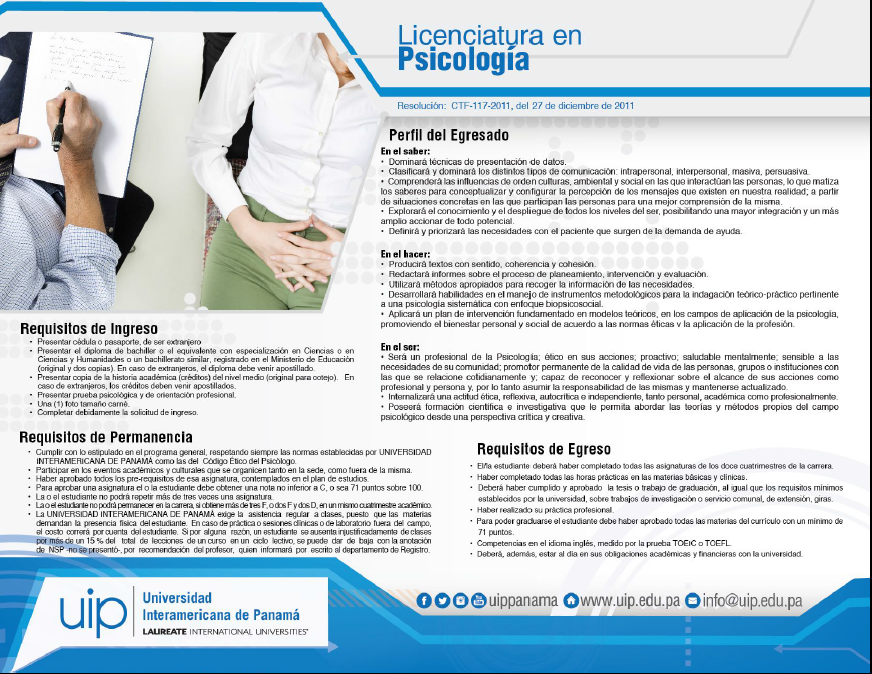 Licenciatura en
Psicología
Resolución: CTF-117-2011, del 27 de diciembre de 2011
Perfil del Egresado
En el saber:
• Dominará técnicas de presentación de datos.
• Clasificará y dominará los distintos tipos de comunicación: intrapersonal, interpersonal, masiva, persuasiva.
• Comprenderá las influencias de orden culturas, ambiental y social en las que interactúan las personas, lo que matiza
los saberes para conceptualizar y configurar la percepción de los mensajes que existen en nuestra realidad; a partir
de situaciones concretas en las que participan las personas para una mejor comprensión de la misma.
• Explorará el conocimiento y el despliegue de todos los niveles del ser, posibilitando una mayor integración y un más
amplio accionar de todo potencial.
• Definirá y priorizará las necesidades con el paciente que surgen de la demanda de ayuda.
En el hacer:
• Producirá textos con sentido, coherencia y cohesión.
• Redactará informes sobre el proceso de planeamiento, intervención y evaluación.
• Utilizará métodos apropiados para recoger la información de las necesidades.
• Desarrollará habilidades en el manejo de instrumentos metodológicos para la indagación teórico-práctico pertinente
a una psicología sistemática con enfoque biopsicosocial.
• Aplicará un plan de intervención fundamentado en modelos teóricos, en los campos de aplicación de la psicología,
promoviendo el bienestar personal y social de acuerdo a las normas éticas y la aplicación de la profesión.
En el ser:
• Será un profesional de la Psicología; ético en sus acciones; proactivo; saludable mentalmente; sensible a las
necesidades de su comunidad; promotor permanente de la calidad de vida de las personas, grupos o instituciones con
las que se relacione cotidianamente y; capaz de reconocer y reflexionar sobre el alcance de sus acciones como
profesional y persona y, por lo tanto asumir la responsabilidad de las mismas y mantenerse actualizado.
• Internalizará una actitud ética, reflexiva, autocrítica e independiente, tanto personal, académica como profesionalmente.
• Poseerá formación científica e investigativa que le permita abordar las teorías y métodos propios del campo
psicológico desde una perspectiva crítica y creativa.
Requisitos de Ingreso
• Presentar cédula o pasaporte, de ser extranjero
• Presentar el diploma de bachiller o el equivalente con especialización en Ciencias o en
Ciencias y Humanidades o un bachillerato similar, registrado en el Ministerio de Educación
(original y dos copias). En caso de extranjeros, el diploma debe venir apostillado.
• Presentar copia de la historia académica (créditos) del nivel medio (original para cotejo). En
caso de extranjeros, los créditos deben venir apostillados.
• Presentar prueba psicológica y de orientación profesional.
• Una (1) foto tamaño carné.
• Completar debidamente la solicitud de ingreso.
Requisitos de Permanencia
• Cumplir con lo estipulado en el programa general, respetando siempre las normas establecidas por UNIVERSIDAD
INTERAMERICANA DE PANAMÁ como las del Código Ético del Psicólogo.
• Participar en los eventos académicos y culturales que se organicen tanto en la sede, como fuera de la misma.
• Haber aprobado todos los pre-requisitos de esa asignatura, contemplados en el plan de estudios.
• Para aprobar una asignatura el o la estudiante debe obtener una nota no inferior a C, o sea 71 puntos sobre 100.
• La o el estudiante no podrá repetir más de tres veces una asignatura.
• La o el estudiante no podrá permanecer en la carrera, si obtiene más de tres F, o dos F y dos D, en un mismo cuatrimestre académico.
• La UNIVERSIDAD INTERAMERICANA DE PANAMÁ exige la asistencia regular a clases, puesto que las materias
demandan la presencia física del estudiante. En caso de práctica o sesiones clínicas o de laboratorio fuera del campo,
el costo correrá por cuenta del estudiante. Si por alguna razón, un estudiante se ausenta injustificadamente de clases
por más de un 15 % del total de lecciones de un curso en un ciclo lectivo, se puede dar de baja con la anotación
de NSP -no se presentó-, por recomendación del profesor, quien informará por escrito al departamento de Registro.
Requisitos de Egreso
• El/la estudiante deberá haber completado todas las asignaturas de los doce cuatrimestres de la carrera.
• Haber completado todas las horas prácticas en las materias básicas y clínicas.
• Deberá haber cumplido y aprobado la tesis o trabajo de graduación, al igual que los requisitos mínimos
establecidos por la universidad, sobre trabajos de investigación o servicio comunal, de extensión, giras.
• Haber realizado su práctica profesional.
• Para poder graduarse el estudiante debe haber aprobado todas las materias del currículo con un mínimo de
71 puntos.
• Competencias en el idioma inglés, medido por la prueba TOEIC o TOEFL.
• Deberá, además, estar al día en sus obligaciones académicas y financieras con la universidad.
uip
Universidad
Interamericana de Panamá
LAUREATE INTERNATIONAL UNIVERSITIES
uippanama www.uip.edu.pa info@uip.edu.pa